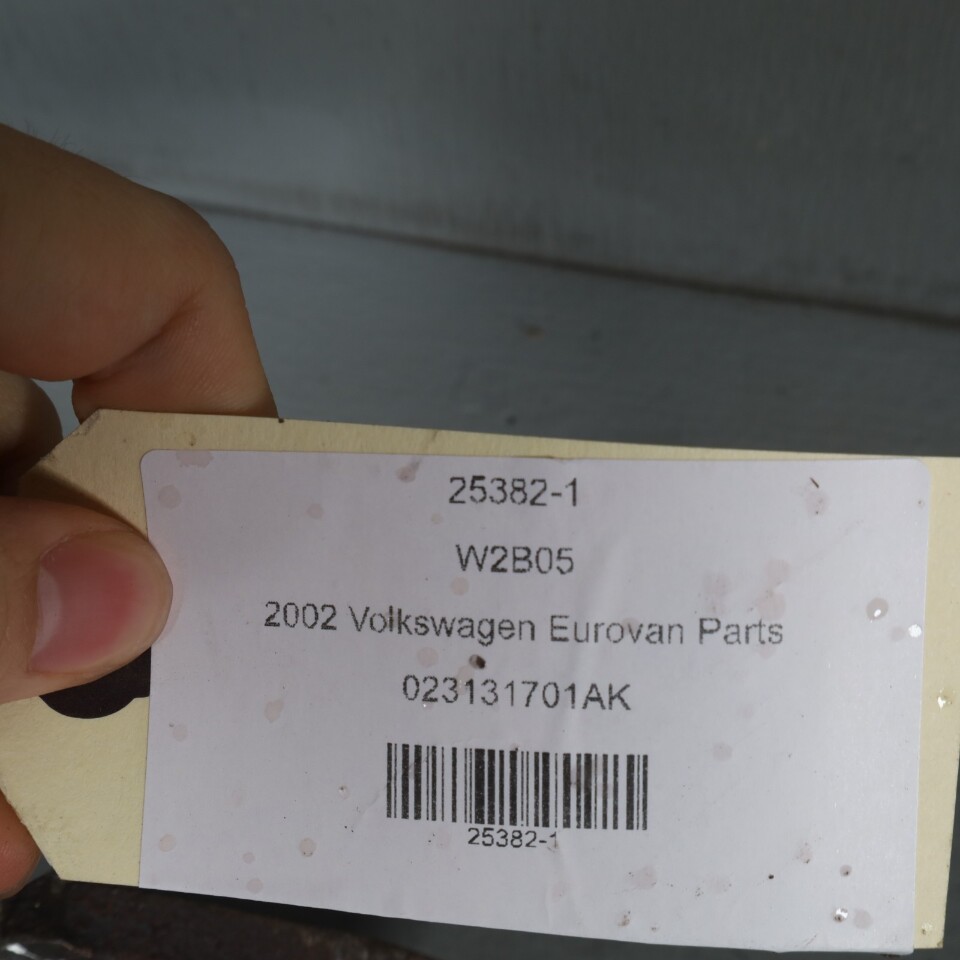 25382-1
W2B05
2002 Volkswagen Eurovan Parts
023131701AK
25382-1